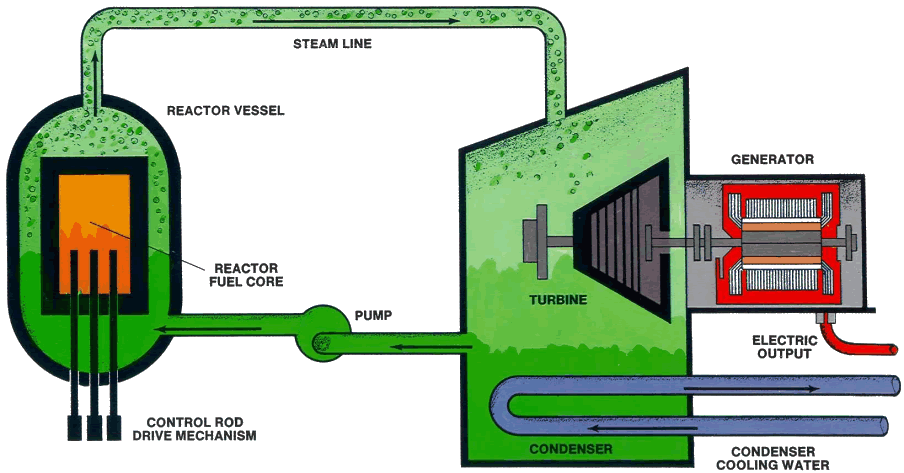 STEAM LINE
REACTOR VESSEL
GENERATOR
REACTOR
FUEL CORE
TURBINE
PUMP
ELECTRIC
OUTPUT
CONTROL ROD
DRIVE MECHANISM
CONDENSER
CONDENSER
COOLING WATER